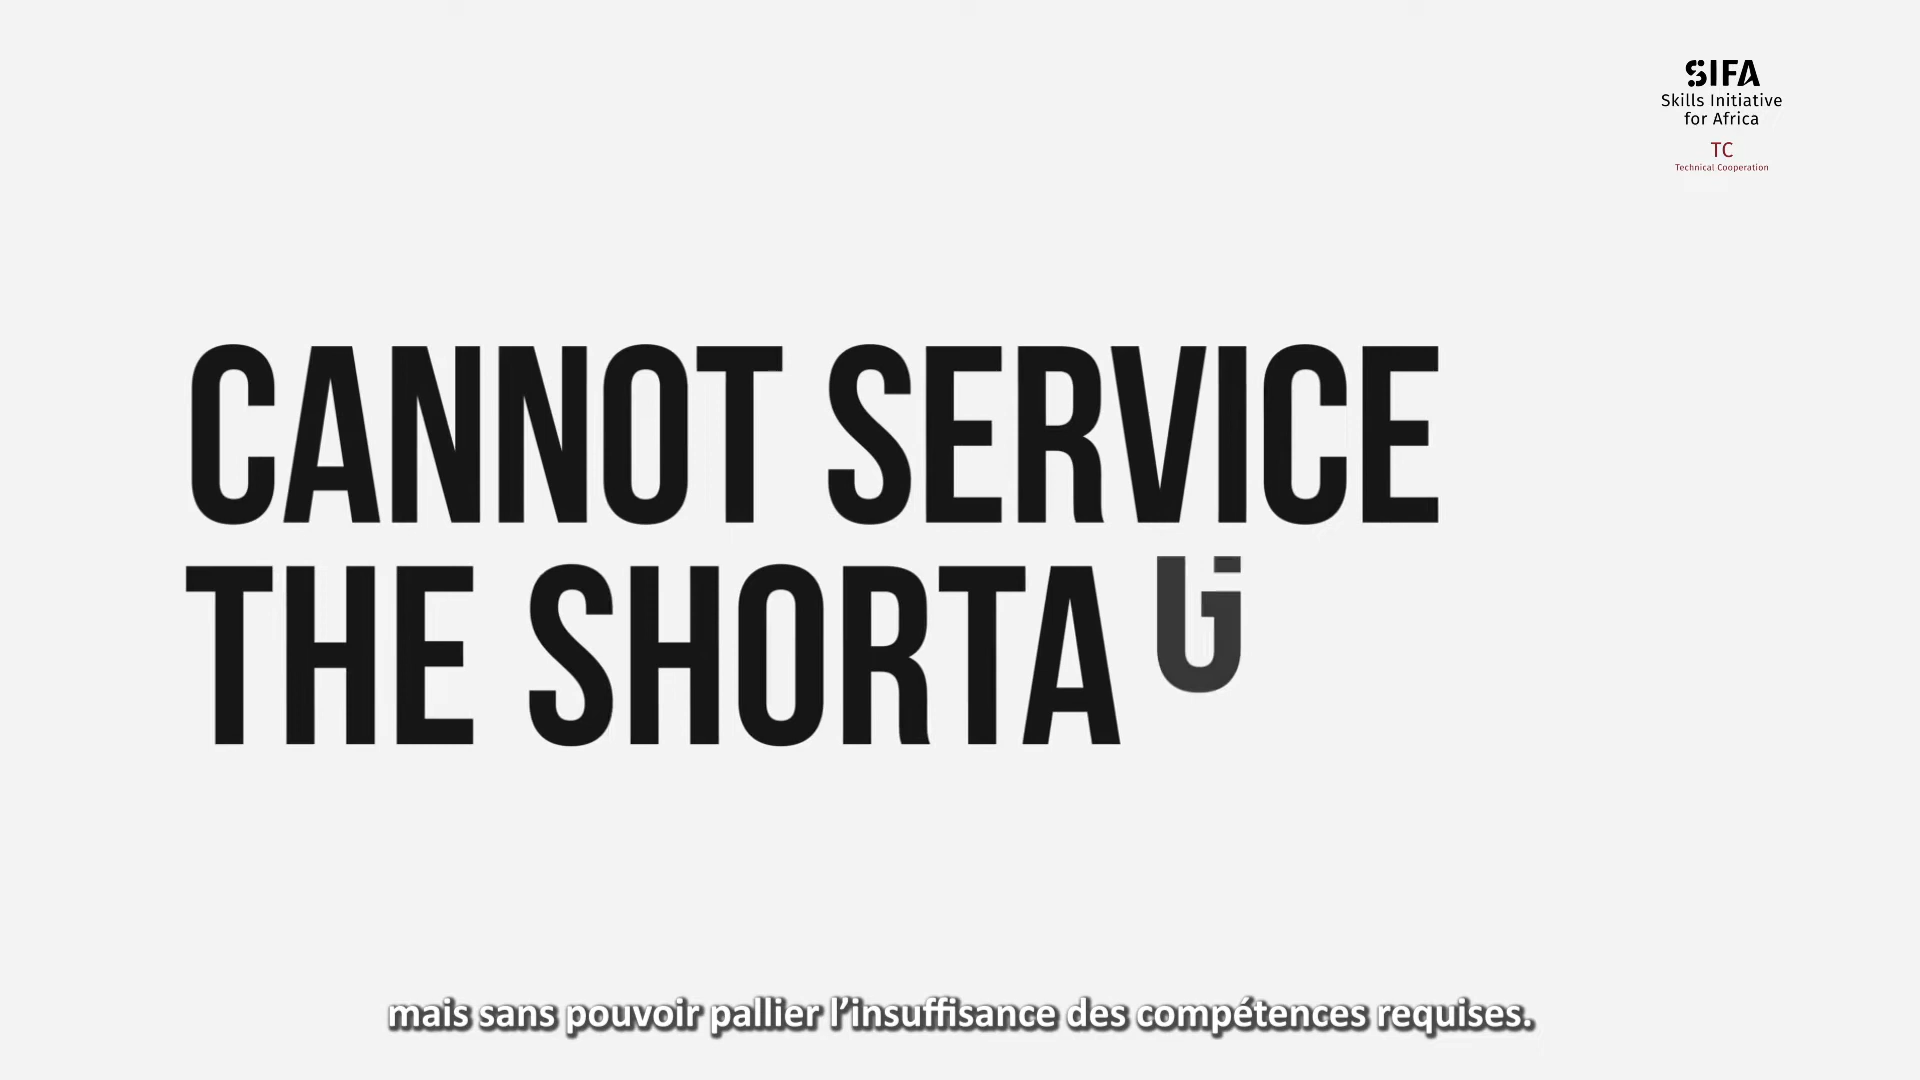 SIFA
Skills Initiative
for Africa
TC
Technical Cooperation
CANNOT SERVICE
THE SHORTAG
mais sans pouvoir pallier l’insuffisance des compétences requises.